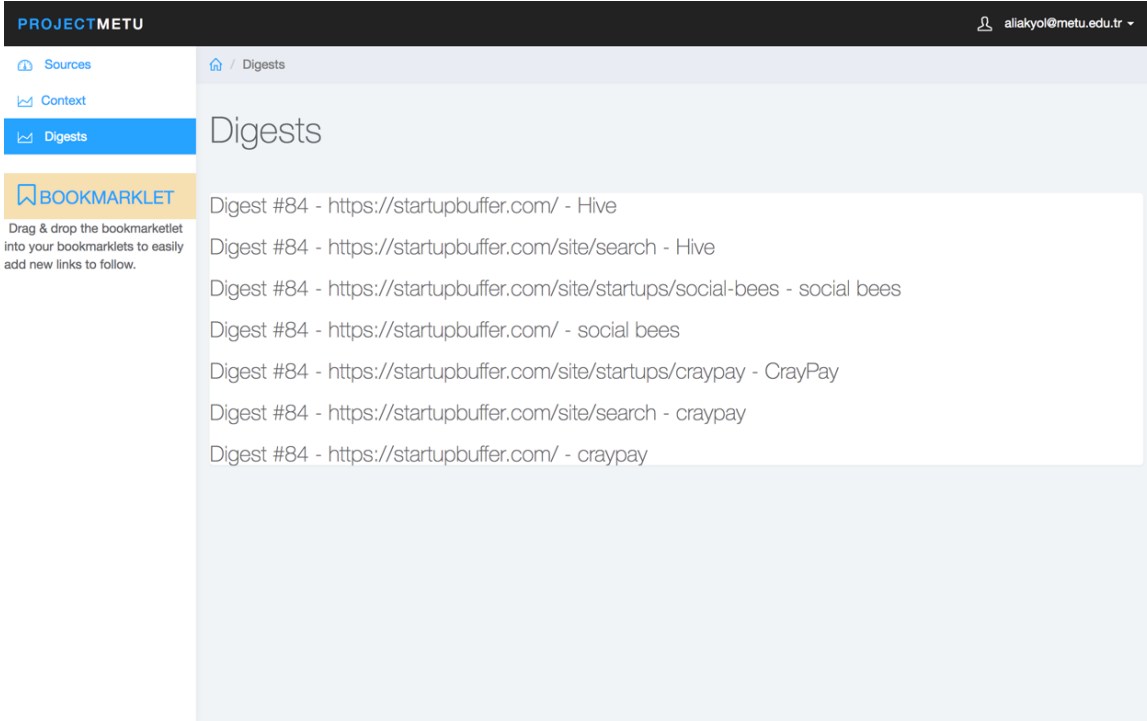 PROJECTMETU
aliakyol@metu.edu.tr
Sources
Context
Digests
BOOKMARKLET
Drag & drop the bookmarketlet
into your bookmarklets to easily
add new links to follow.
/ Digests
Digests
Digest #84 - https://startupbuffer.com/ - Hive
Digest #84 - https://startupbuffer.com/site/search - Hive
Digest #84 - https://startupbuffer.com/site/startups/social-bees - social bees
Digest #84 - https://startupbuffer.com/ - social bees
Digest #84 - https://startupbuffer.com/site/startups/craypay - CrayPay
Digest #84 - https://startupbuffer.com/site/search - craypay
Digest #84 - https://startupbuffer.com/ - craypay